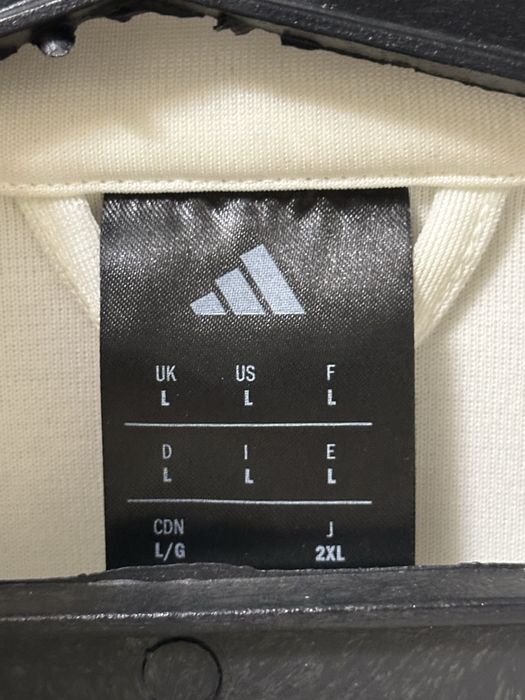 UK US F
L L L
D I E
L L L
CDN J
L/G 2XL